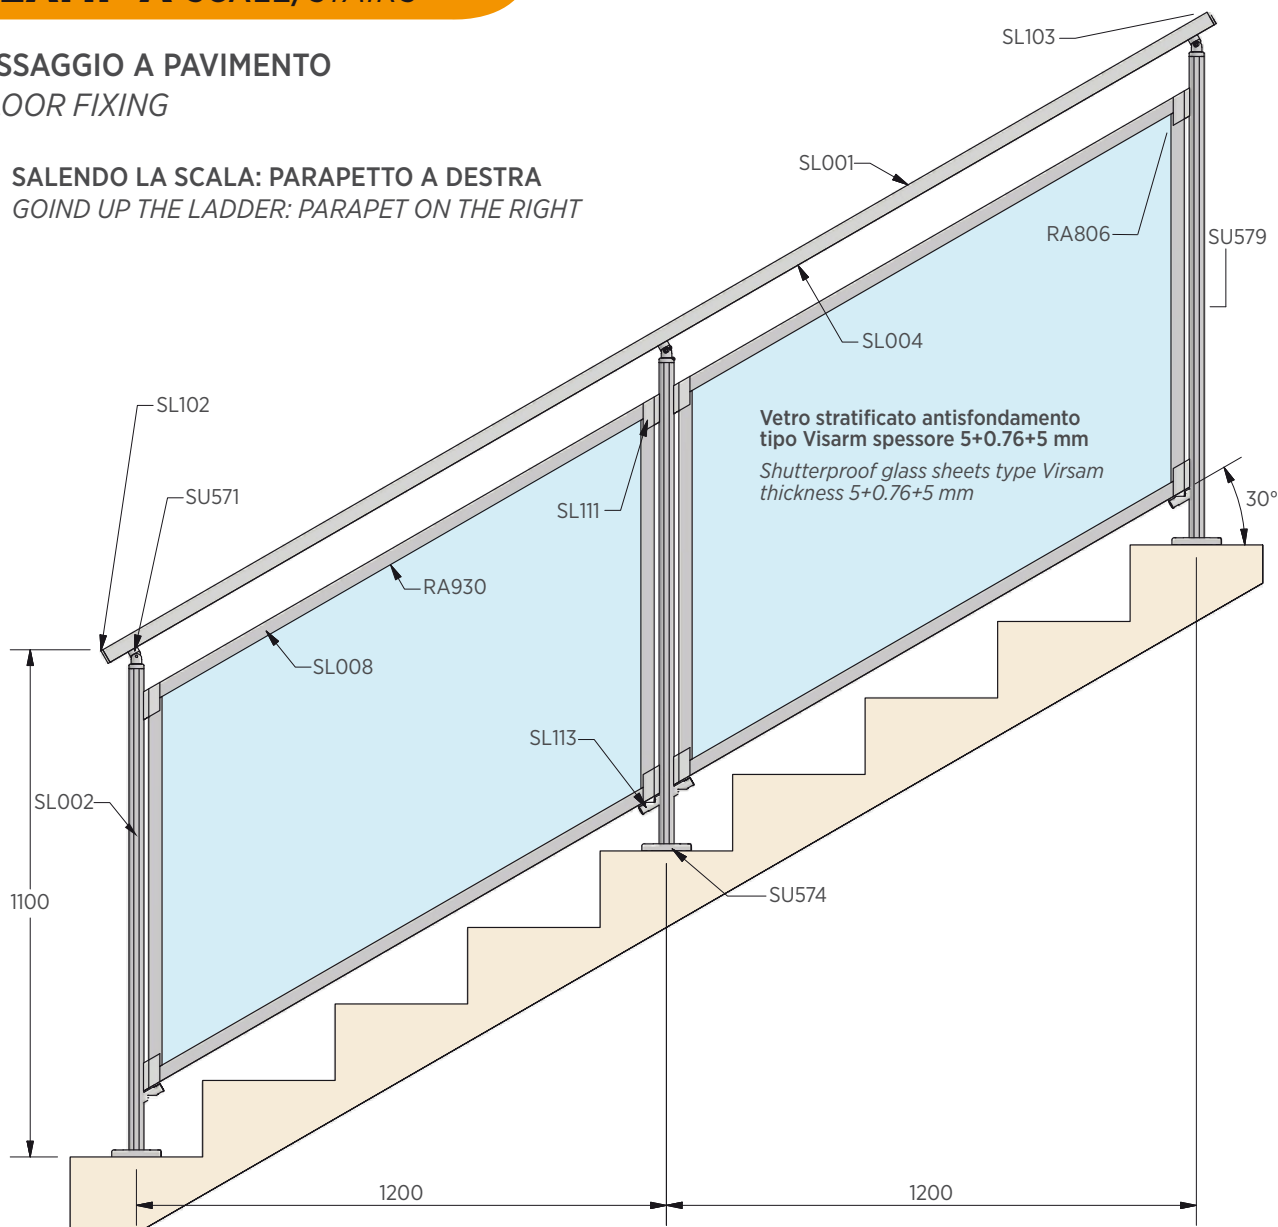 SCALE/STAIRS
SSAGGIO A PAVIMENTO
OOR FIXING
SALENDO LA SCALA: PARAPETTO A DESTRA
GOIND UP THE LADDER: PARAPET ON THE RIGHT
SL103
SL001
RA806
SU579
SL004
SL102
Vetro stratificato antisfondamento
tipo Visarm spessore 5+0.76+5 mm
Shutterproof glass sheets type Virsam
thickness 5+0.76+5 mm
SU571
SL111
30°
RA930
SL008
SL113
SL002
SU574
1100
1200
1200